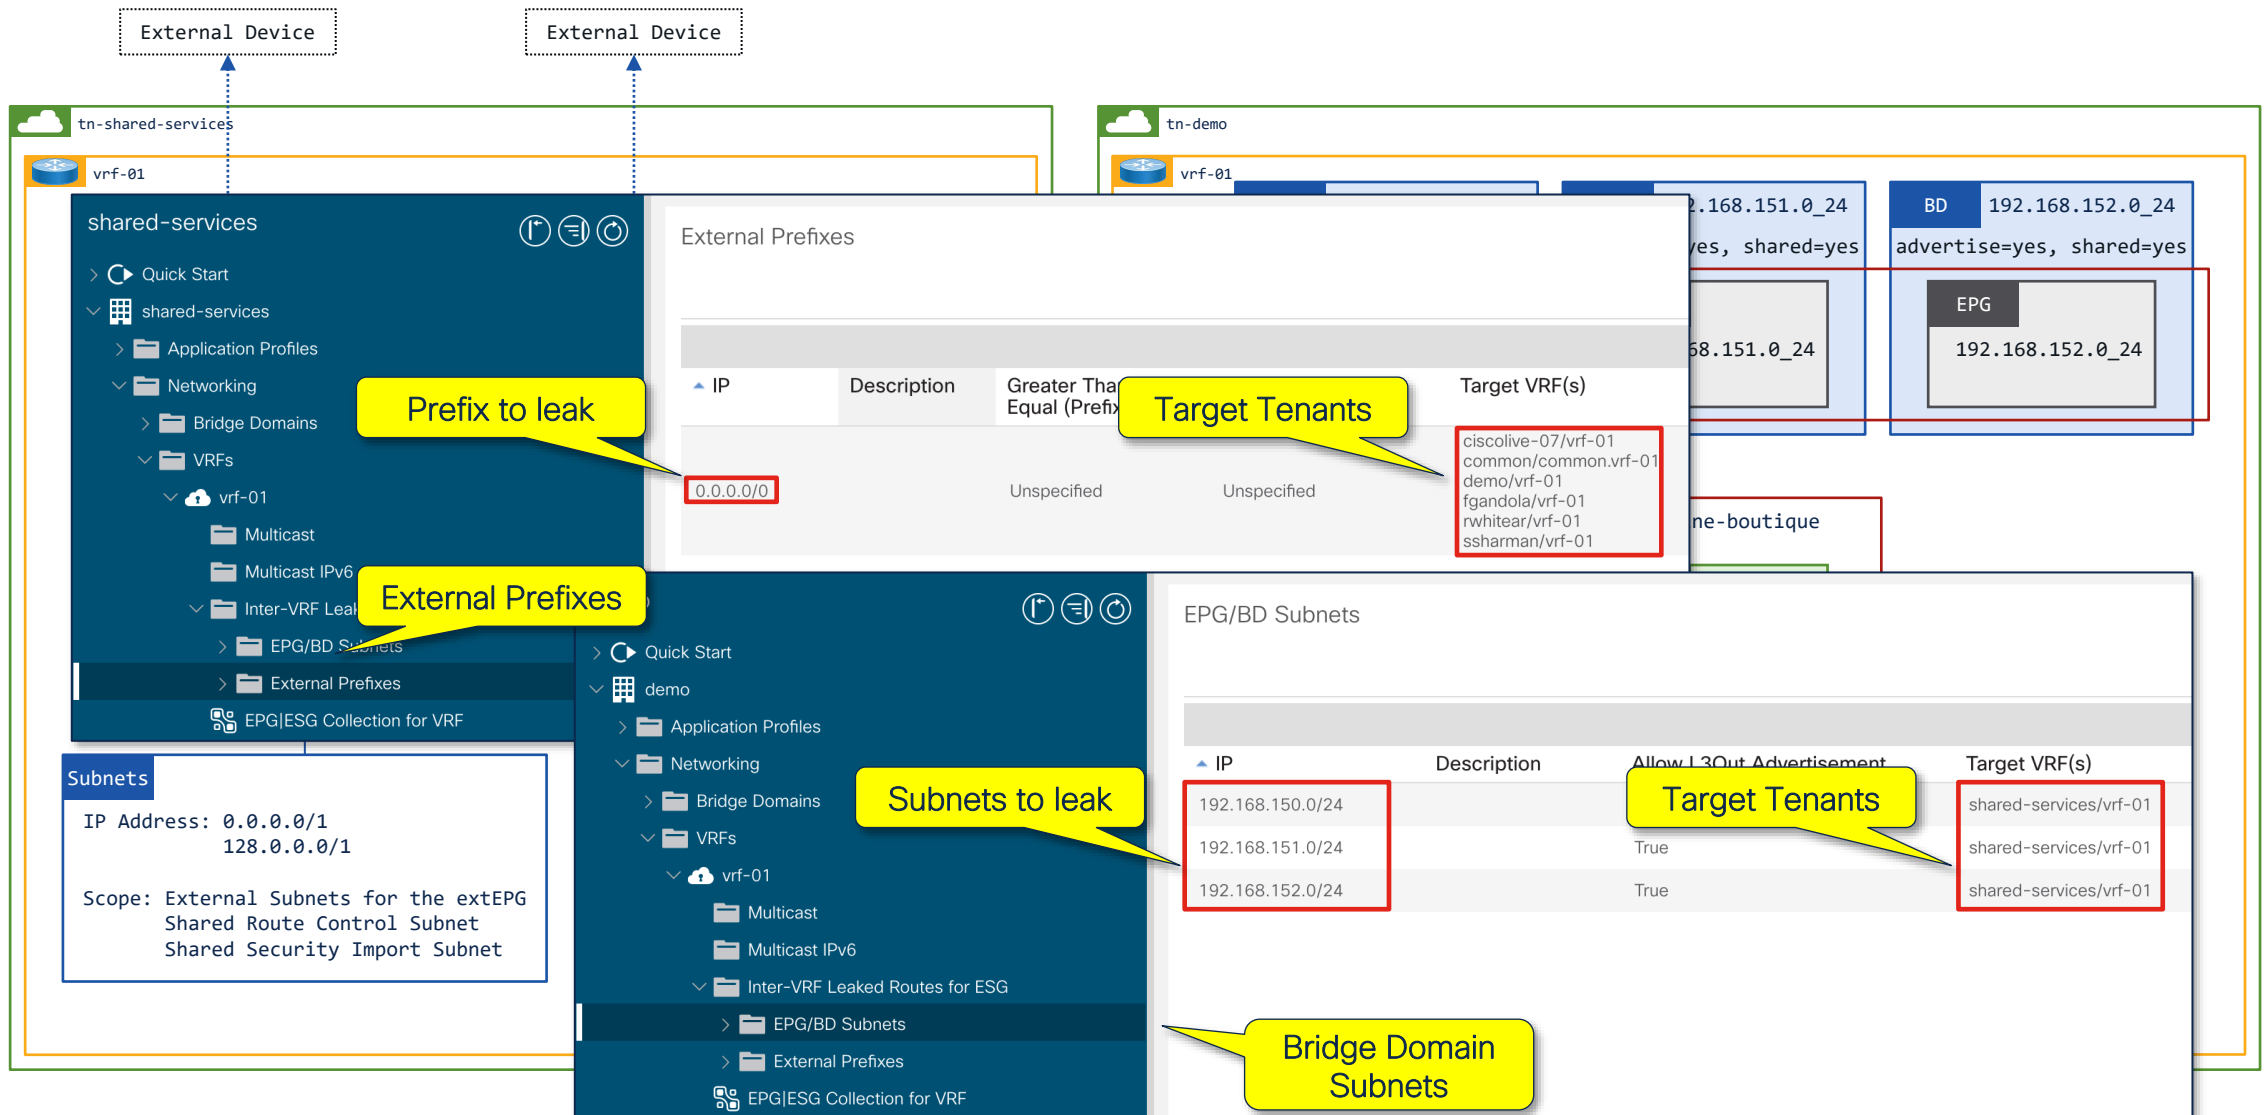 External Device
External Device
tn-shared-services
tn-demo
vrf-01
vrf-01
shared-services
Quick Start
shared-services
Application Profiles
Networking
Bridge Domains
VRFs
vrf-01
Multicast
Multicast IPv6
Inter-VRF Leak
EPG/BD Subnets
External Prefixes
EPG|ESG Collection for VRF
External Prefixes
IP
Description
Greater Tha
Equal (Prefix
Target VRF(s)
0.0.0.0/0
Unspecified
Unspecified
ciscolive-07/vrf-01
common/common.vrf-01
demo/vrf-01
fgandola/vrf-01
rwhitear/vrf-01
ssharman/vrf-01
Prefix to leak
Target Tenants
External Prefixes
.168.151.0_24
yes, shared=yes
68.151.0_24
BD
192.168.152.0_24
advertise=yes, shared=yes
EPG
192.168.152.0_24
ne-boutique
Subnets
IP Address: 0.0.0.0/1
128.0.0.0/1
Scope: External Subnets for the extEPG
Shared Route Control Subnet
Shared Security Import Subnet
Quick Start
demo
Application Profiles
Networking
Bridge Domains
VRFs
vrf-01
Multicast
Multicast IPv6
Inter-VRF Leaked Routes for ESG
EPG/BD Subnets
External Prefixes
EPG|ESG Collection for VRF
EPG/BD Subnets
IP
Description
Allow L3Out Advertisement
Target VRF(s)
192.168.150.0/24
shared-services/vrf-01
192.168.151.0/24
True
shared-services/vrf-01
192.168.152.0/24
True
shared-services/vrf-01
Subnets to leak
Target Tenants
Bridge Domain
Subnets